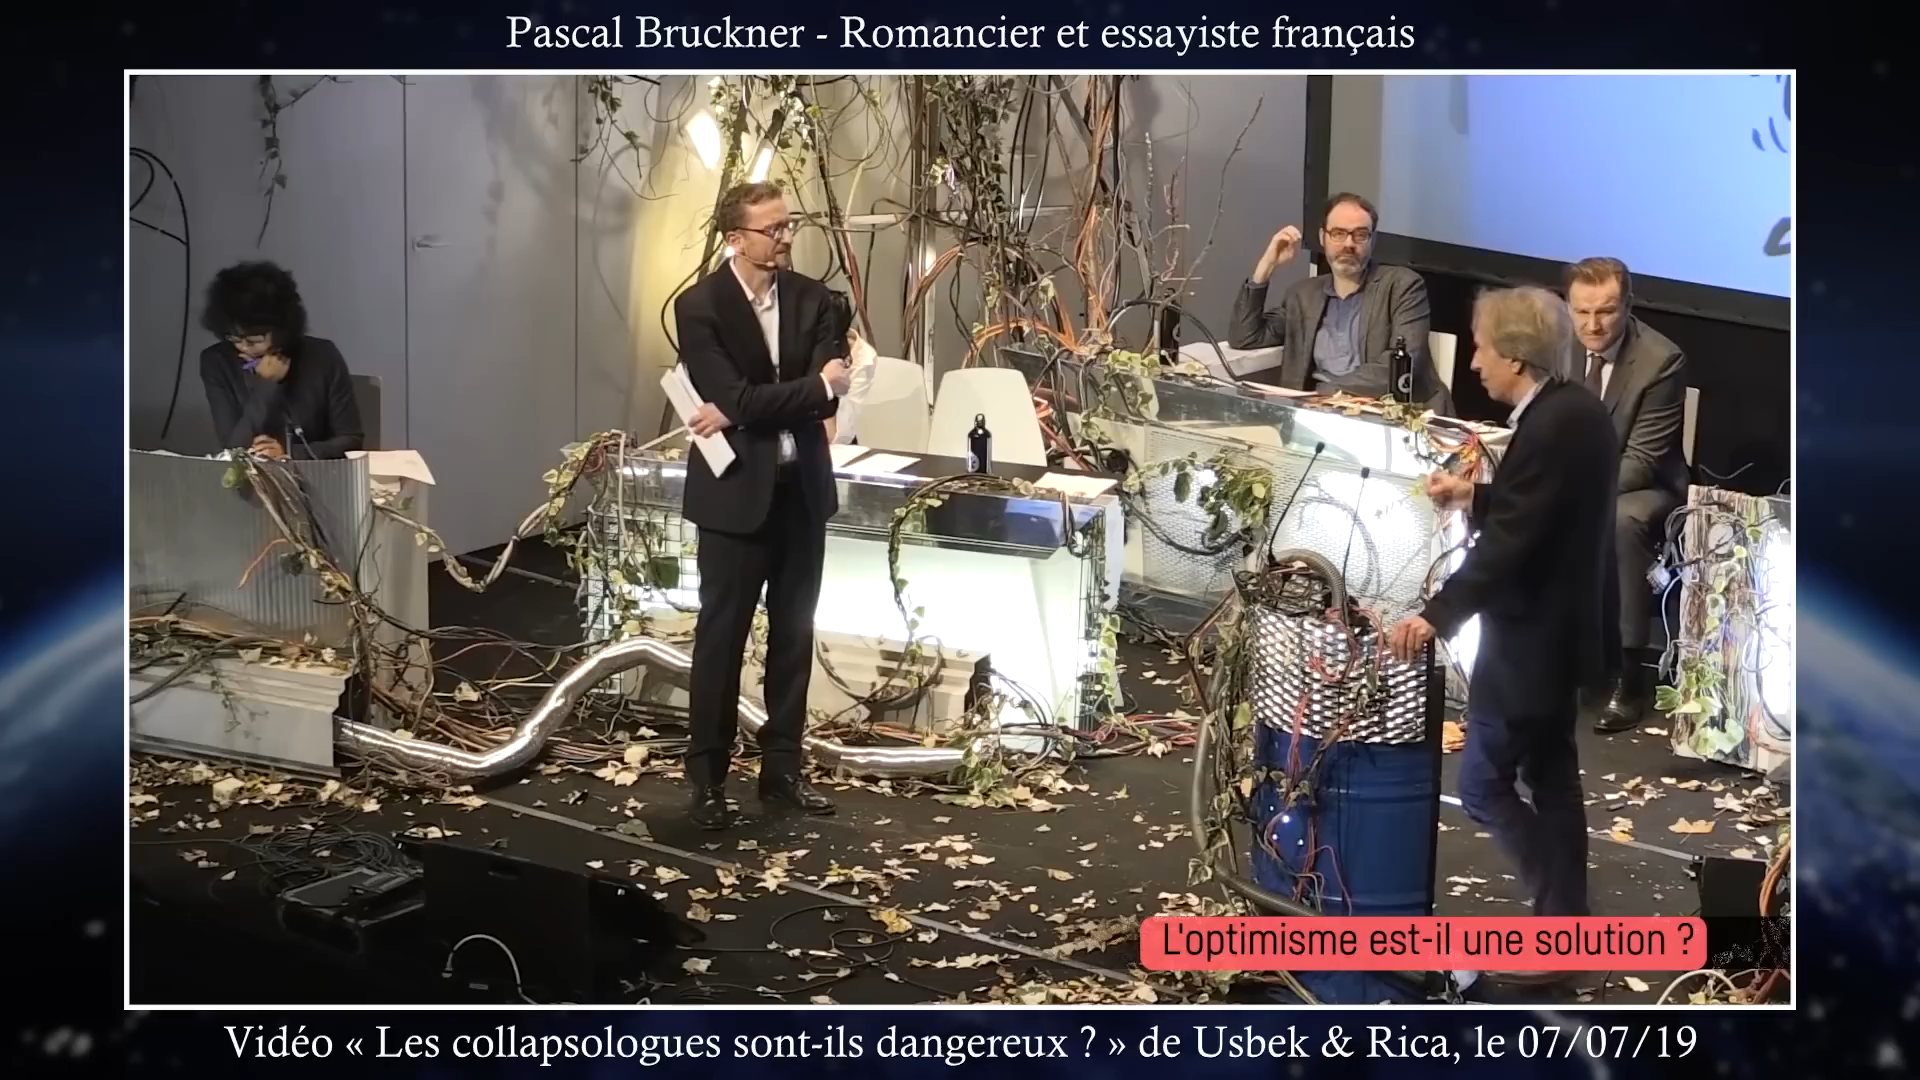 Pascal Bruckner - Romancier et essayiste français
L'optimisme est-il une solution ?
Vidéo « Les collapsologues sont-ils dangereux ? » de Usbek & Rica, le 07/07/19